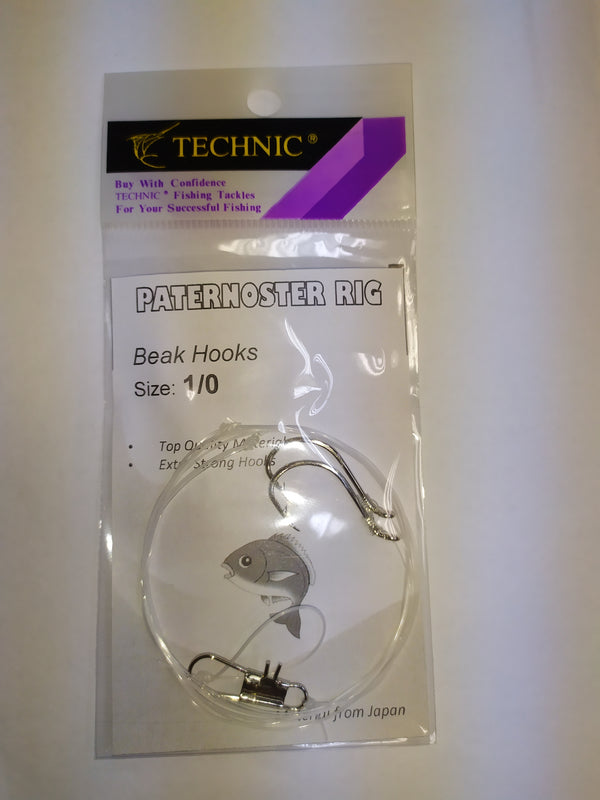 TECHNIC®
Buy With Confidence
TECHNIC® Fishing Tackles
For Your Successful Fishing
PATERNOSTER RIG
Beak Hooks
Size: 1/0
• Top Quality Material
• Extra Strong Hooks
from Japan